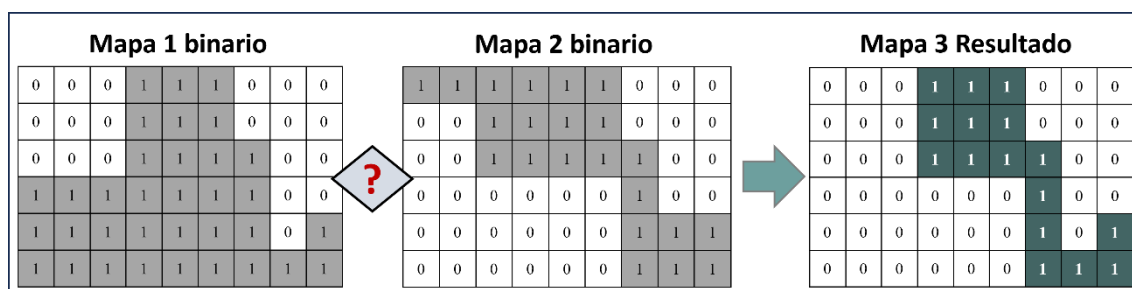 Mapa 1 binario Mapa 2 binario Mapa 3 Resultado
0 0 0 1 1 1 0 0 0 1 1 1 1 1 1 0 0 0 0 0 0 1 1 1 0 0 0
0 0 0 1 1 1 0 0 0 0 0 1 1 1 1 0 0 0 0 0 0 1 1 1 0 0 0
0 0 0 1 1 1 1 0 0 ? 0 0 1 1 1 1 1 0 0 0 0 0 1 1 1 1 0 0
1 1 1 1 1 1 1 0 0 0 0 0 0 0 0 1 0 0 0 0 0 0 0 0 1 0 0
1 1 1 1 1 1 1 0 1 0 0 0 0 0 0 1 1 1 0 0 0 0 0 0 1 0 1
1 1 1 1 1 1 1 1 1 0 0 0 0 0 0 1 1 1 0 0 0 0 0 0 1 1 1